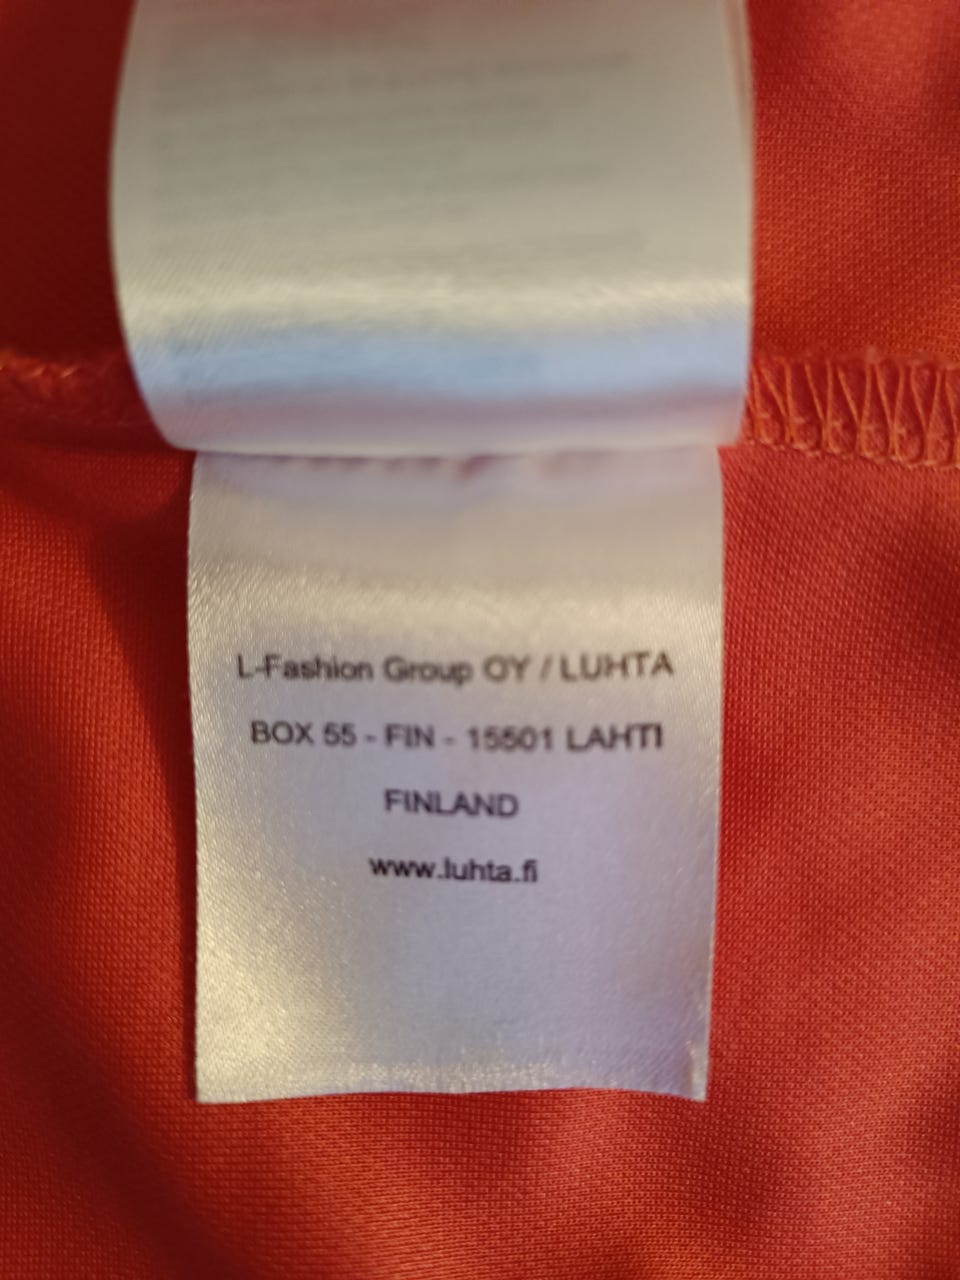 L-Fashion Group OY / LUHTA
BOX 55 - FIN - 15501 LAHTI
FINLAND
www.luhta.fi